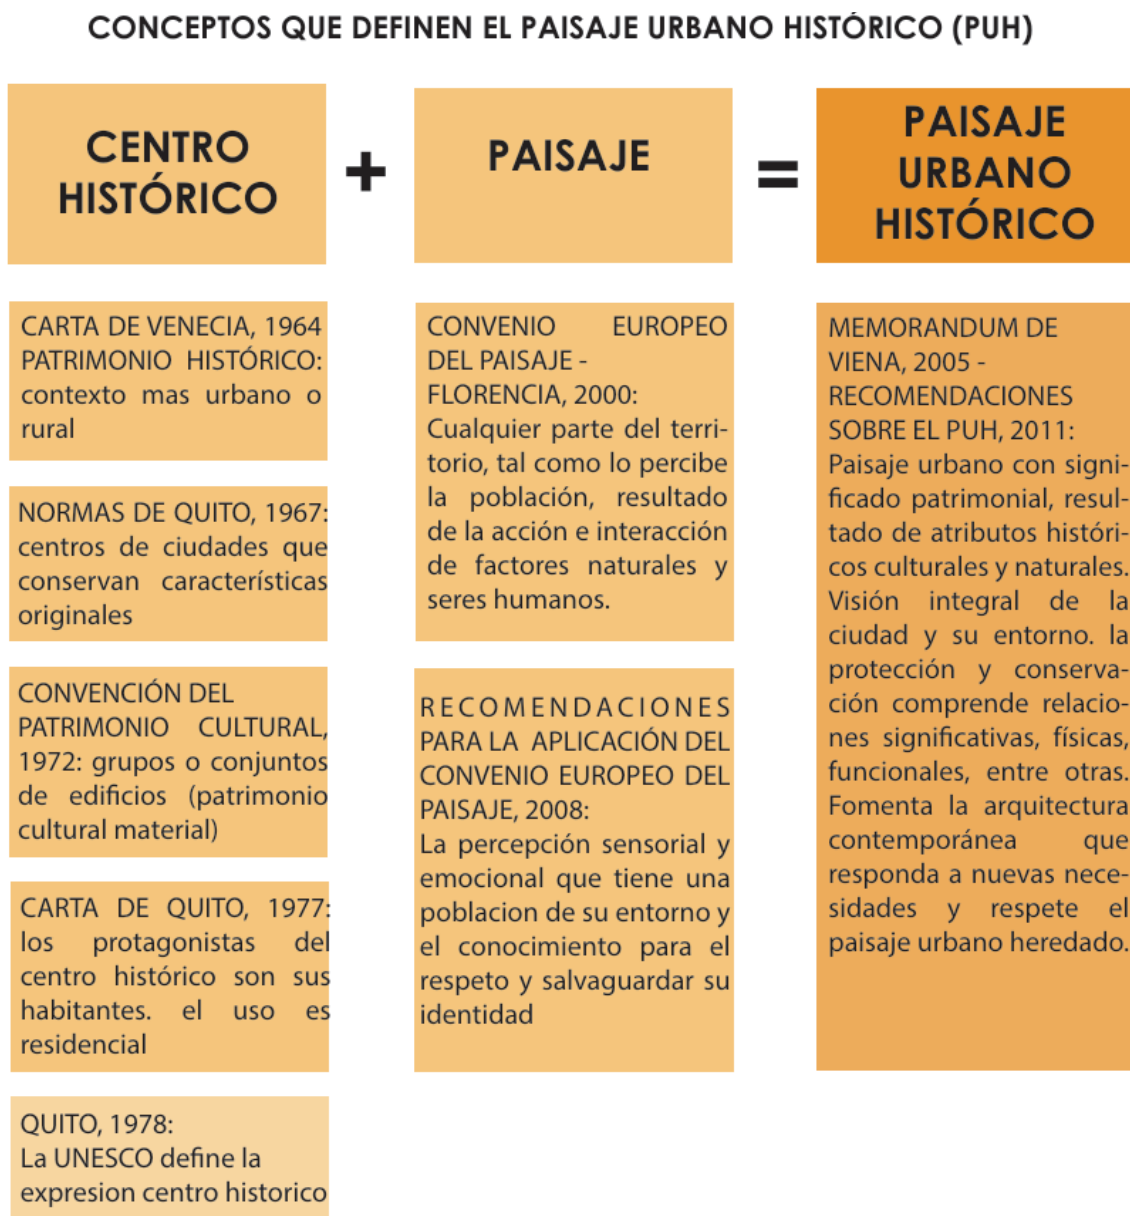 CONCEPTOS QUE DEFINEN EL PAISAJE URBANO HISTÓRICO (PUH)
CENTRO
HISTÓRICO
+
PAISAJE
=
PAISAJE
URBANO
HISTÓRICO
CARTA DE VENECIA, 1964
PATRIMONIO HISTÓRICO:
contexto mas urbano o
rural
NORMAS DE QUITO, 1967:
centros de ciudades que
conservan características
originales
CONVENCIÓN DEL
PATRIMONIO CULTURAL,
1972: grupos o conjuntos
de edificios (patrimonio
cultural material)
CARTA DE QUITO, 1977:
los protagonistas del
centro histórico son sus
habitantes. el uso es
residencial
QUITO, 1978:
La UNESCO define la
expresion centro historico
CONVENIO EUROPEO
DEL PAISAJE -
FLORENCIA, 2000:
Cualquier parte del terri-
torio, tal como lo percibe
la población, resultado
de la acción e interacción
de factores naturales y
seres humanos.
RECOMENDACIONES
PARA LA APLICACIÓN DEL
CONVENIO EUROPEO DEL
PAISAJE, 2008:
La percepción sensorial y
emocional que tiene una
poblacion de su entorno y
el conocimiento para el
respeto y salvaguardar su
identidad
MEMORANDUM DE
VIENA, 2005 -
RECOMENDACIONES
SOBRE EL PUH, 2011:
Paisaje urbano con signi-
ficado patrimonial, resul-
tado de atributos históri-
cos culturales y naturales.
Visión integral de la
ciudad y su entorno. la
protección y conserva-
ción comprende relacio-
nes significativas, físicas,
funcionales, entre otras.
Fomenta la arquitectura
contemporánea que
responda a nuevas nece-
sidades y respete el
paisaje urbano heredado.